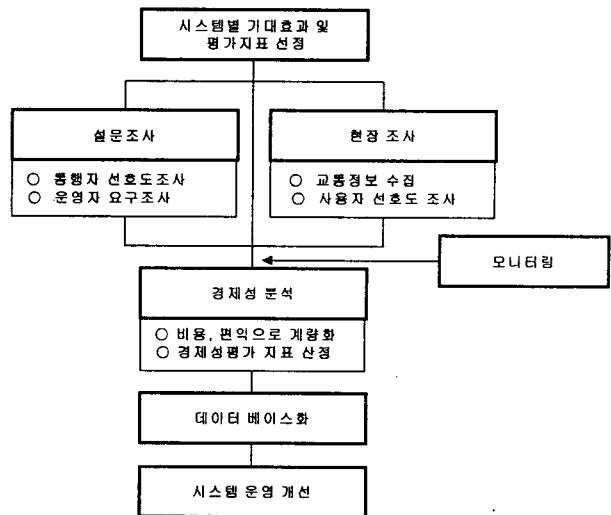 시스템별 기대효과 및
평가지표 선정
설문조사
○ 통행자 선호도조사
○ 운영자 요구조사
현장 조사
○ 교통정보 수집
○ 사용자 선호도 조사
모니터링
경제성 분석
○ 비용, 편익으로 계량화
○ 경제성평가 지표 산정
데이터 베이스화
시스템 운영 개선